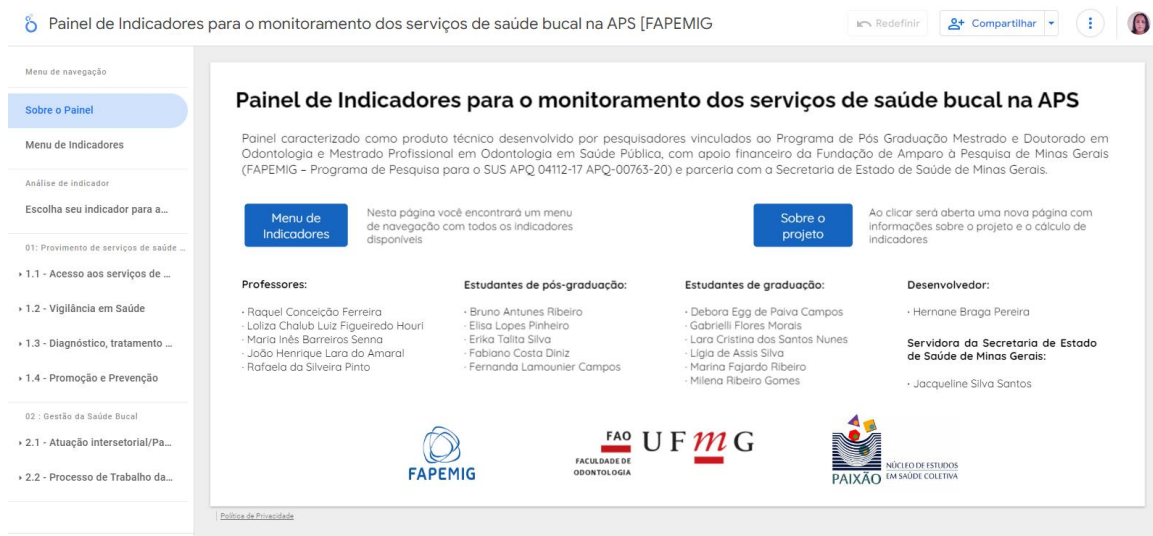 Painel de Indicadores para o monitoramento dos serviços de saúde bucal na APS [FAPEMIG
Redefinir
Compartilhar
Menu de navegação
Sobre o Painel
Menu de Indicadores
Análise de indicador
Escolha seu indicador para a...
01: Provimento de serviços de saúde ...
1.1 - Acesso aos serviços de ...
1.2 - Vigilância em Saúde
1.3 - Diagnóstico, tratamento ...
1.4 - Promoção e Prevenção
02 : Gestão da Saúde Bucal
2.1 - Atuação intersetorial/Pa...
2.2 - Processo de Trabalho da...
Painel de Indicadores para o monitoramento dos serviços de saúde bucal na APS
Painel caracterizado como produto técnico desenvolvido por pesquisadores vinculados ao Programa de Pós Graduação Mestrado e Doutorado em
Odontologia e Mestrado Profissional em Odontologia em Saúde Pública, com apoio financeiro da Fundação de Amparo à Pesquisa de Minas Gerais
(FAPEMIG – Programa de Pesquisa para o SUS APQ 04112-17 APQ-00763-20) e parceria com a Secretaria de Estado de Saúde de Minas Gerais.
Menu de
Indicadores
Nesta página você encontrará um menu
de navegação com todos os indicadores
disponíveis
Sobre o
projeto
Ao clicar será aberta uma nova página com
informações sobre o projeto e o cálculo de
indicadores
Professores:
· Raquel Conceição Ferreira
· Loliza Chalub Luiz Figueiredo Houri
· Maria Inês Barreiros Senna
· João Henrique Lara do Amaral
· Rafaela da Silveira Pinto
Estudantes de pós-graduação:
· Bruno Antunes Ribeiro
· Elisa Lopes Pinheiro
· Erika Talita Silva
· Fabiano Costa Diniz
· Fernanda Lamounier Campos
Estudantes de graduação:
· Debora Egg de Paiva Campos
· Gabrielli Flores Morais
· Lara Cristina dos Santos Nunes
· Lígia de Assis Silva
· Marina Fajardo Ribeiro
· Milena Ribeiro Gomes
Desenvolvedor:
· Hernane Braga Pereira
Servidora da Secretaria de Estado
de Saúde de Minas Gerais:
· Jacqueline Silva Santos
FAPEMIG
FAO
FACULDADE DE
ODONTOLOGIA
UFmG
PAIXÃO
NÚCLEO DE ESTUDOS
EM SAÚDE COLETIVA
Política de Privacidade